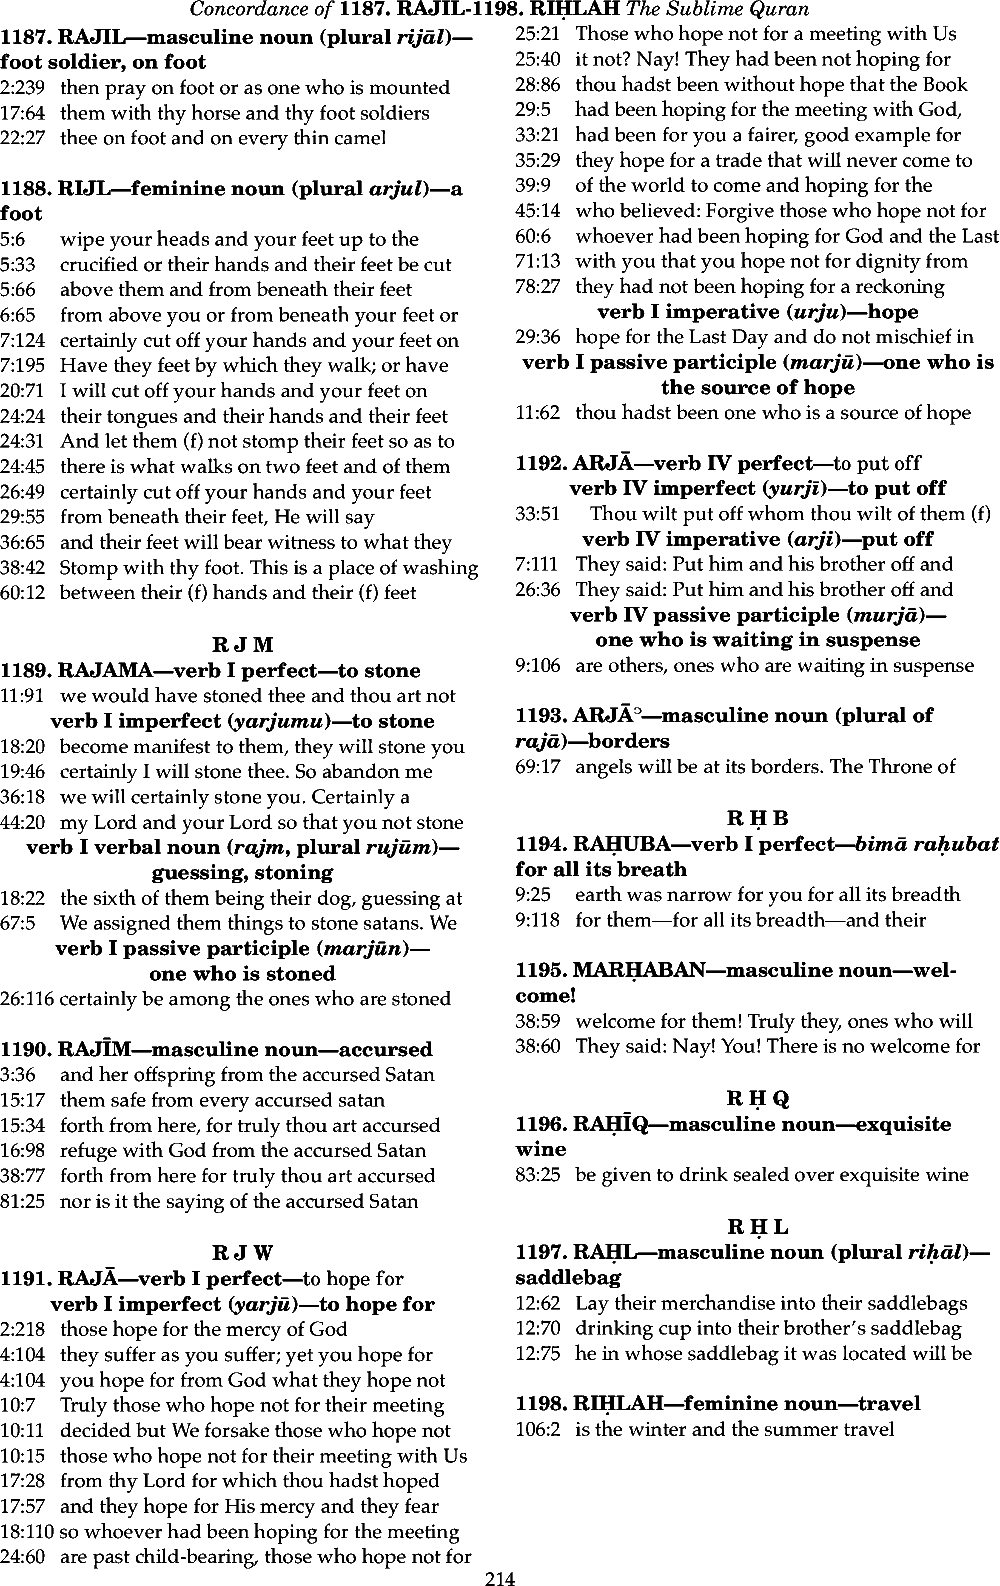 Concordance of 1187. RAJIL-1198. RIḤLAH The Sublime Quran
1187. RAJIL—masculine noun (plural rijāl)—
foot soldier, on foot
2:239 then pray on foot or as one who is mounted
17:64 them with thy horse and thy foot soldiers
22:27 thee on foot and on every thin camel
1188. RIJL—feminine noun (plural arjul)—a
foot
5:6 wipe your heads and your feet up to the
5:33 crucified or their hands and their feet be cut
5:66 above them and from beneath their feet
6:65 from above you or from beneath your feet or
7:124 certainly cut off your hands and your feet on
7:195 Have they feet by which they walk; or have
20:71 I will cut off your hands and your feet on
24:24 their tongues and their hands and their feet
24:31 And let them (f) not stomp their feet so as to
24:45 there is what walks on two feet and of them
26:49 certainly cut off your hands and your feet
29:55 from beneath their feet, He will say
36:65 and their feet will bear witness to what they
38:42 Stomp with thy foot. This is a place of washing
60:12 between their (f) hands and their (f) feet
R J M
1189. RAJAMA—verb I perfect—to stone
11:91 we would have stoned thee and thou art not
verb I imperfect (yarjumu)—to stone
18:20 become manifest to them, they will stone you
19:46 certainly I will stone thee. So abandon me
36:18 we will certainly stone you. Certainly a
44:20 my Lord and your Lord so that you not stone
verb I verbal noun (rajm, plural rujūm)—
guessing, stoning
18:22 the sixth of them being their dog, guessing at
67:5 We assigned them things to stone satans. We
verb I passive participle (marjūn)—
one who is stoned
26:116 certainly be among the ones who are stoned
1190. RAJĪM—masculine noun—accursed
3:36 and her offspring from the accursed Satan
15:17 them safe from every accursed satan
15:34 forth from here, for truly thou art accursed
16:98 refuge with God from the accursed Satan
38:77 forth from here for truly thou art accursed
81:25 nor is it the saying of the accursed Satan
R J W
1191. RAJĀ—verb I perfect—to hope for
verb I imperfect (yarjū)—to hope for
2:218 those hope for the mercy of God
4:104 they suffer as you suffer; yet you hope for
4:104 you hope for from God what they hope not
10:7 Truly those who hope not for their meeting
10:11 decided but We forsake those who hope not
10:15 those who hope not for their meeting with Us
17:28 from thy Lord for which thou hadst hoped
17:57 and they hope for His mercy and they fear
18:110 so whoever had been hoping for the meeting
24:60 are past child-bearing, those who hope not for
25:21 Those who hope not for a meeting with Us
25:40 it not? Nay! They had been not hoping for
28:86 thou hadst been without hope that the Book
29:5 had been hoping for the meeting with God,
33:21 had been for you a fairer, good example for
35:29 they hope for a trade that will never come to
39:9 of the world to come and hoping for the
45:14 who believed: Forgive those who hope not for
60:6 whoever had been hoping for God and the Last
71:13 with you that you hope not for dignity from
78:27 they had not been hoping for a reckoning
verb I imperative (urju)—hope
29:36 hope for the Last Day and do not mischief in
verb I passive participle (marjū)—one who is
the source of hope
11:62 thou hadst been one who is a source of hope
1192. ARJĀ—verb IV perfect—to put off
verb IV imperfect (yurjī)—to put off
33:51 Thou wilt put off whom thou wilt of them (f)
verb IV imperative (arji)—put off
7:111 They said: Put him and his brother off and
26:36 They said: Put him and his brother off and
verb IV passive participle (murjā)—
one who is waiting in suspense
9:106 are others, ones who are waiting in suspense
1193. ARJĀᵓ—masculine noun (plural of
rajā)—borders
69:17 angels will be at its borders. The Throne of
R Ḥ B
1194. RAḤUBA—verb I perfect—bimā raḥubat
for all its breath
9:25 earth was narrow for you for all its breadth
9:118 for them—for all its breadth—and their
1195. MARḤABAN—masculine noun—wel-
come!
38:59 welcome for them! Truly they, ones who will
38:60 They said: Nay! You! There is no welcome for
R Ḥ Q
1196. RAḤĪQ—masculine noun—exquisite
wine
83:25 be given to drink sealed over exquisite wine
R Ḥ L
1197. RAḤL—masculine noun (plural riḥāl)—
saddlebag
12:62 Lay their merchandise into their saddlebags
12:70 drinking cup into their brother's saddlebag
12:75 he in whose saddlebag it was located will be
1198. RIḤLAH—feminine noun—travel
106:2 is the winter and the summer travel
214